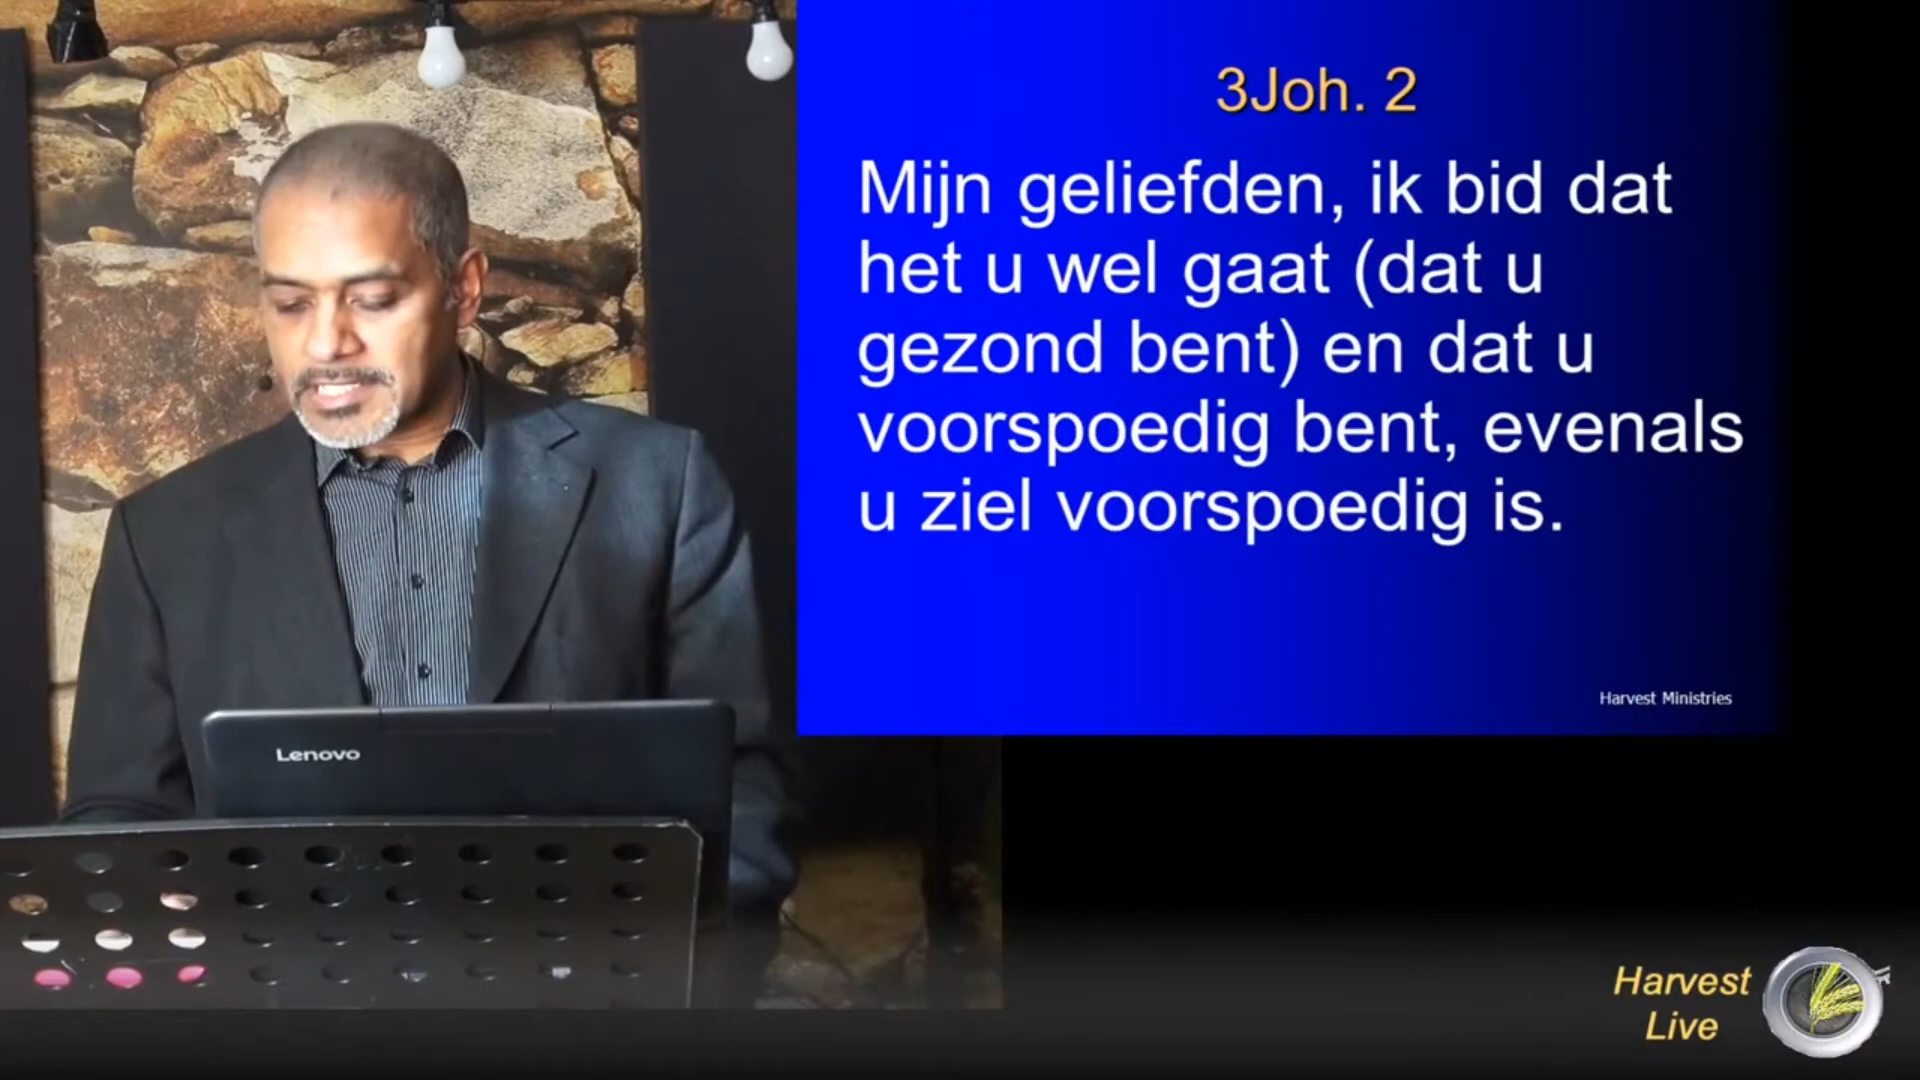 3Joh. 2
Mijn geliefden, ik bid dat
het u wel gaat (dat u
gezond bent) en dat u
voorspoedig bent, evenals
u ziel voorspoedig is.
Harvest Ministries
Lenovo
Harvest
Live